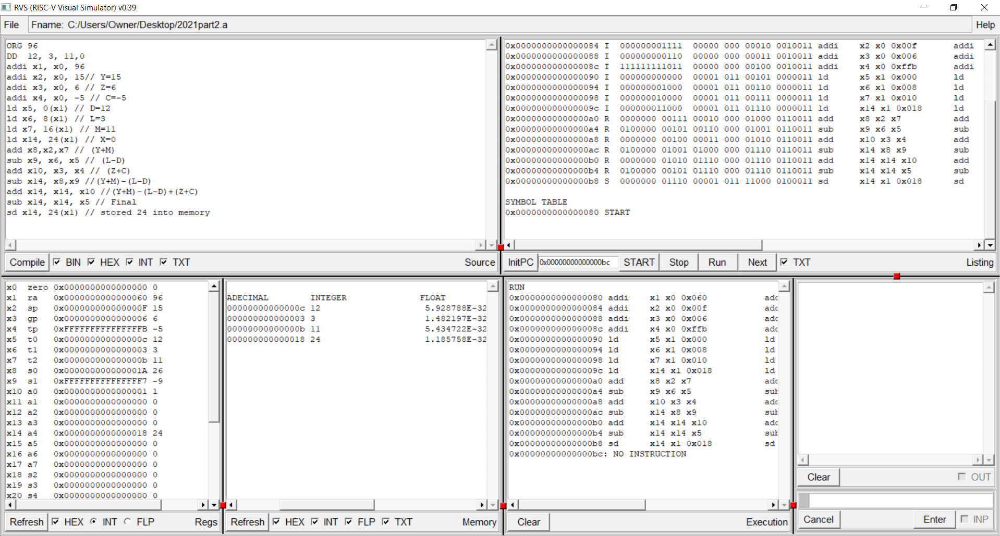 RVS (RISC-V Visual Simulator) v0.39
File Fname: C:/Users/Owner/Desktop/2021part2.a Help
ORG 96
DD  12, 3, 11,0
addi x1, x0, 96
addi x2, x0, 15// Y=15
addi x3, x0, 6 // Z=6
addi x4, x0, -5 // C=-5
ld x5, 0(x1) // D=12
ld x6, 8(x1) // L=3
ld x7, 16(x1) // M=11
ld x14, 24(x1) // X=0
add x8,x2,x7 // (Y+M)
sub x9, x6, x5 // (L-D)
add x10, x3, x4 // (Z+C)
sub x14, x8,x9 //(Y+M)-(L-D)
add x14, x14, x10 //(Y+M)-(L-D)+(Z+C)
sub x14, x14, x5 // Final
sd x14, 24(x1) // stored 24 into memory
Compile BIN HEX INT TXT Source
0x0000000000000084 I 000000001111 00000 000 00010 0010011 addi x2 x0 0x00f addi
0x0000000000000088 I 000000000110 00000 000 00011 0010011 addi x3 x0 0x006 addi
0x000000000000008c I 111111111011 00000 000 00100 0010011 addi x4 x0 0xffb addi
0x0000000000000090 I 000000000000 00001 011 00101 0000011 ld x5 x1 0x000 ld
0x0000000000000094 I 000000001000 00001 011 00110 0000011 ld x6 x1 0x008 ld
0x0000000000000098 I 000000010000 00001 011 00111 0000011 ld x7 x1 0x010 ld
0x000000000000009c I 000000011000 00001 011 01110 0000011 ld x14 x1 0x018 ld
0x00000000000000a0 R 0000000 00111 00010 000 01000 0110011 add x8 x2 x7 add
0x00000000000000a4 R 0100000 00101 00110 000 01001 0110011 sub x9 x6 x5 sub
0x00000000000000a8 R 0000000 00100 00011 000 01010 0110011 add x10 x3 x4 add
0x00000000000000ac R 0100000 01001 01000 000 01110 0110011 sub x14 x8 x9 sub
0x00000000000000b0 R 0000000 01010 01110 000 01110 0110011 add x14 x14 x10 add
0x00000000000000b4 R 0100000 00101 01110 000 01110 0110011 sub x14 x14 x5 sub
0x00000000000000b8 S 0000000 01110 00001 011 11000 0100011 sd x14 x1 0x018 sd
SYMBOL TABLE
0x0000000000000080 START
InitPC 0x00000000000000bc START Stop Run Next TXT Listing
x0 zero 0x0000000000000000 0
x1 ra 0x0000000000000060 96
x2 sp 0x000000000000000F 15
x3 gp 0x0000000000000006 6
x4 tp 0xFFFFFFFFFFFFFFFB -5
x5 t0 0x000000000000000c 12
x6 t1 0x0000000000000003 3
x7 t2 0x000000000000000b 11
x8 s0 0x000000000000001A 26
x9 s1 0xFFFFFFFFFFFFFFF7 -9
x10 a0 0x0000000000000001 1
x11 a1 0x0000000000000000 0
x12 a2 0x0000000000000000 0
x13 a3 0x0000000000000000 0
x14 a4 0x0000000000000018 24
x15 a5 0x0000000000000000 0
x16 a6 0x0000000000000000 0
x17 a7 0x0000000000000000 0
x18 s2 0x0000000000000000 0
x19 s3 0x0000000000000000 0
x20 s4 0x0000000000000000 0
Refresh HEX INT FLP Regs
ADECIMAL INTEGER FLOAT
00000000000000c 12 5.928788E-32
000000000000003 3 1.482197E-32
00000000000000b 11 5.434722E-32
000000000000018 24 1.185758E-32
Refresh HEX INT FLP TXT Memory
RUN
0x0000000000000080 addi x1 x0 0x060 adc
0x0000000000000084 addi x2 x0 0x00f adc
0x0000000000000088 addi x3 x0 0x006 adc
0x000000000000008c addi x4 x0 0xffb adc
0x0000000000000090 ld x5 x1 0x000 ld
0x0000000000000094 ld x6 x1 0x008 ld
0x0000000000000098 ld x7 x1 0x010 ld
0x000000000000009c ld x14 x1 0x018 ld
0x00000000000000a0 add x8 x2 x7 adc
0x00000000000000a4 sub x9 x6 x5 sub
0x00000000000000a8 add x10 x3 x4 adc
0x00000000000000ac sub x14 x8 x9 sub
0x00000000000000b0 add x14 x14 x10 adc
0x00000000000000b4 sub x14 x14 x5 sub
0x00000000000000b8 sd x14 x1 0x018 sd
0x00000000000000bc: NO INSTRUCTION
Clear Execution
Clear OUT
Cancel Enter INP